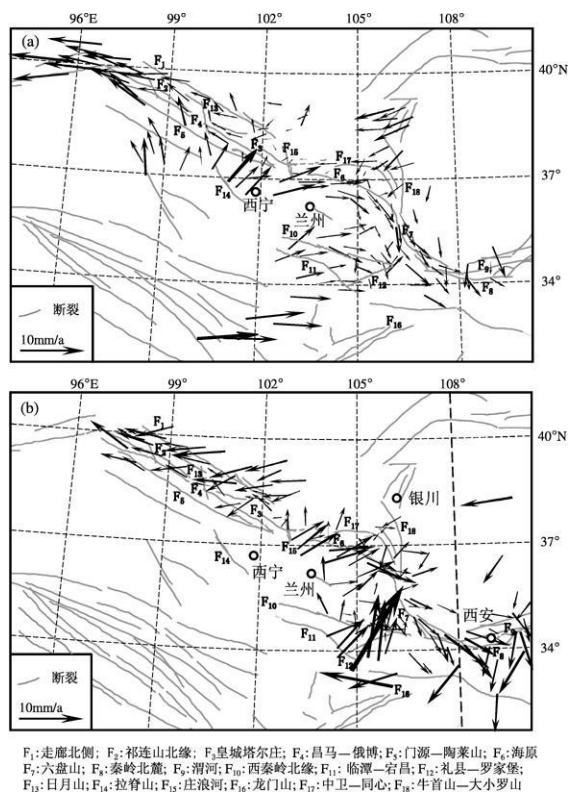 96°E 99° 102° 105° 108°
(a)
F₁
40°N
F₂
F₁₃
F₄
F₅
F₃
F₁₅
F₁₇
37°
F₆
F₁₄
西宁
F₁₈
兰州
F₁₀
F₇
F₁₁
F₉
34°
F₁₂
F₈
断裂
F₁₆
10mm/a
96°E 99° 102° 105° 108°
(b)
F₁
40°N
F₂
F₁₃
F₄
F₅
银川
F₃
F₁₇
F₁₈
F₆
37°
F₁₅
F₁₄
西宁
兰州
F₁₀
西安
F₇
F₁₁
F₉
34°
F₁₂
F₈
断裂
F₁₆
10mm/a
F₁:走廊北侧; F₂:祁连山北缘; F₃皇城塔尔庄; F₄:昌马—俄博;F₅:门源—陶莱山; F₆:海原
F₇:六盘山; F₈:秦岭北麓; F₉:渭河;F₁₀:西秦岭北缘;F₁₁:临潭—宕昌;F₁₂:礼县—罗家堡;
F₁₃:日月山;F₁₄:拉脊山;F₁₅:庄浪河;F₁₆:龙门山;F₁₇:中卫—同心;F₁₈:牛首山—大小罗山